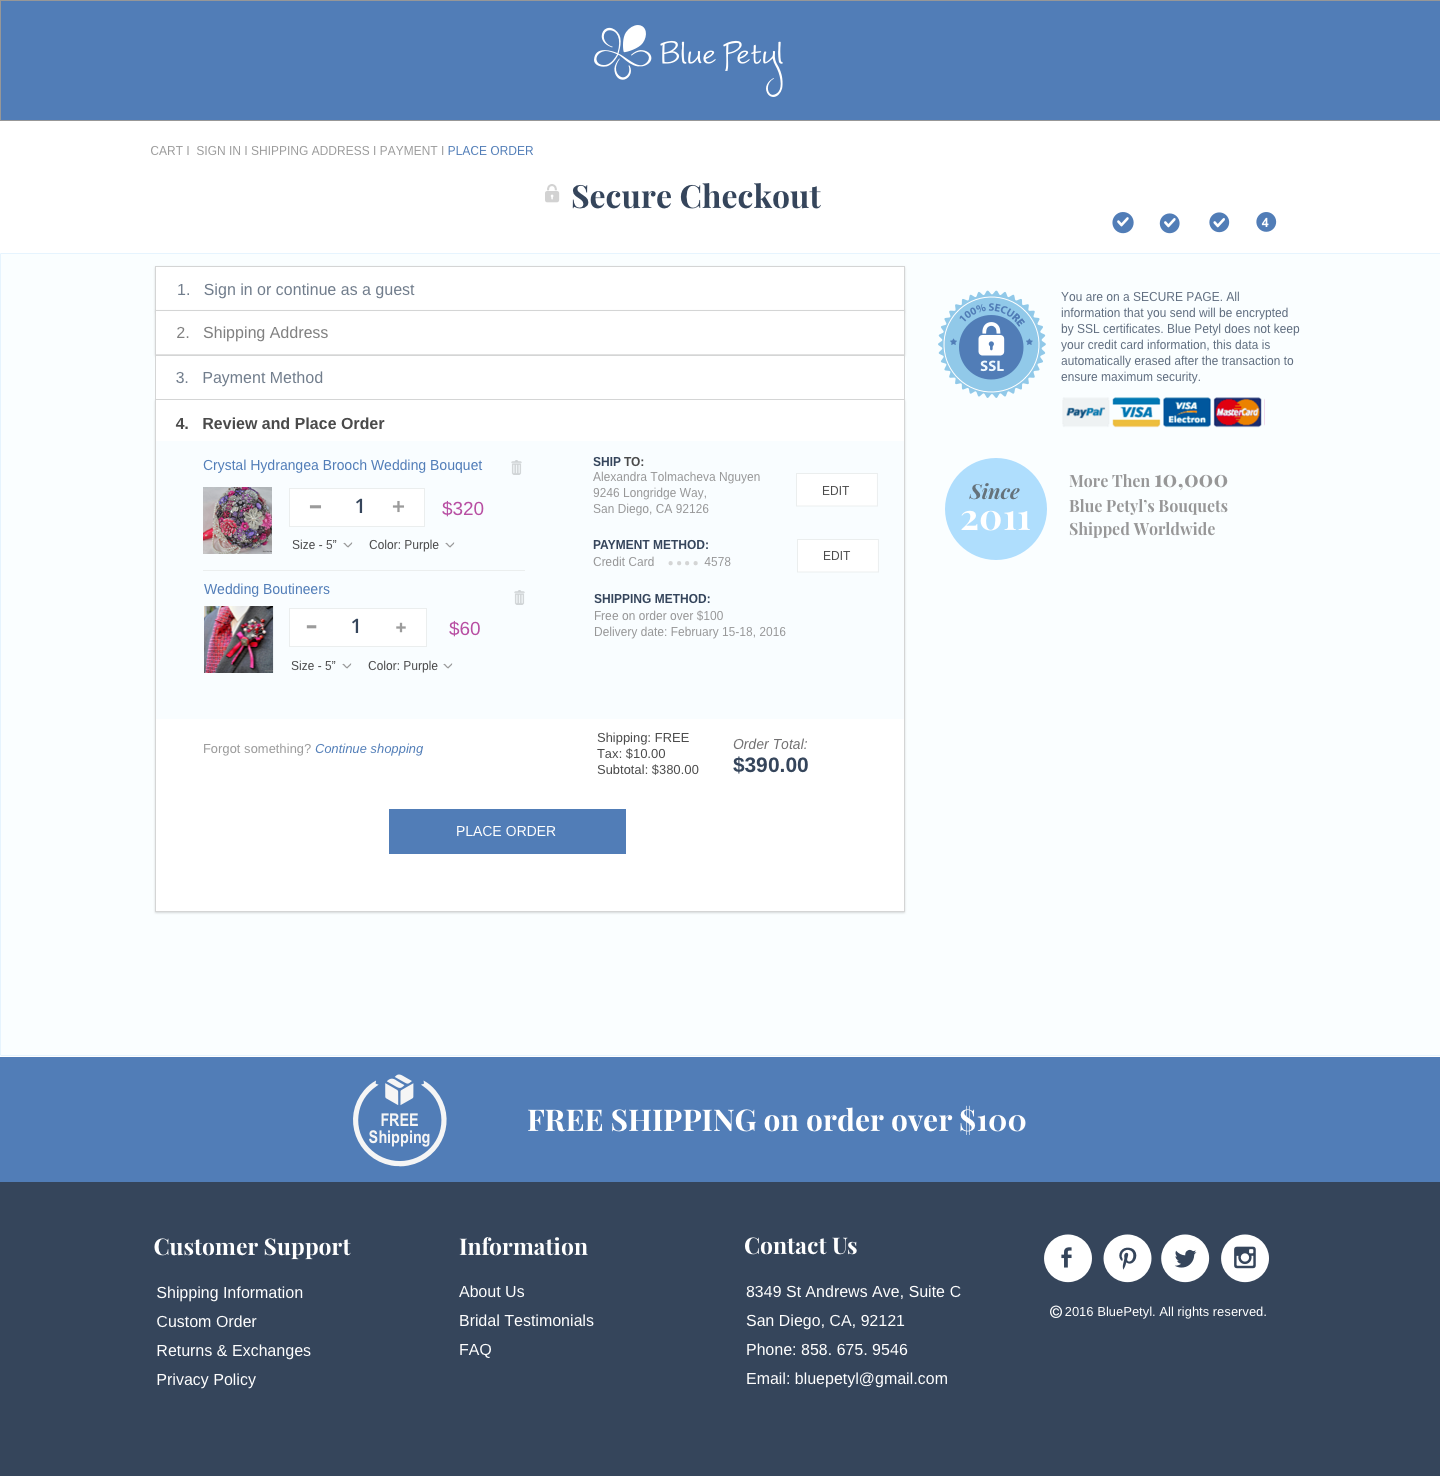 Blue Petyl
CART I  SIGN IN I SHIPPING ADDRESS I PAYMENT I PLACE ORDER
Secure Checkout
4
1. Sign in or continue as a guest
2. Shipping Address
3. Payment Method
4. Review and Place Order
Crystal Hydrangea Brooch Wedding Bouquet
1
$320
Size - 5” Color: Purple
Wedding Boutineers
1
$60
Size - 5” Color: Purple
SHIP TO:
Alexandra Tolmacheva Nguyen
9246 Longridge Way,
San Diego, CA 92126
EDIT
PAYMENT METHOD:
Credit Card •••• 4578
EDIT
SHIPPING METHOD:
Free on order over $100
Delivery date: February 15-18, 2016
Forgot something? Continue shopping
Shipping: FREE
Tax: $10.00
Subtotal: $380.00
Order Total:
$390.00
PLACE ORDER
100% SECURE
SSL
You are on a SECURE PAGE. All
information that you send will be encrypted
by SSL certificates. Blue Petyl does not keep
your credit card information, this data is
automatically erased after the transaction to
ensure maximum security.
PayPal VISA VISA Electron MasterCard
Since
2011
More Then 10,000
Blue Petyl’s Bouquets
Shipped Worldwide
FREE
Shipping
FREE SHIPPING on order over $100
Customer Support
Shipping Information
Custom Order
Returns & Exchanges
Privacy Policy
Information
About Us
Bridal Testimonials
FAQ
Contact Us
8349 St Andrews Ave, Suite C
San Diego, CA, 92121
Phone: 858. 675. 9546
Email: bluepetyl@gmail.com
© 2016 BluePetyl. All rights reserved.